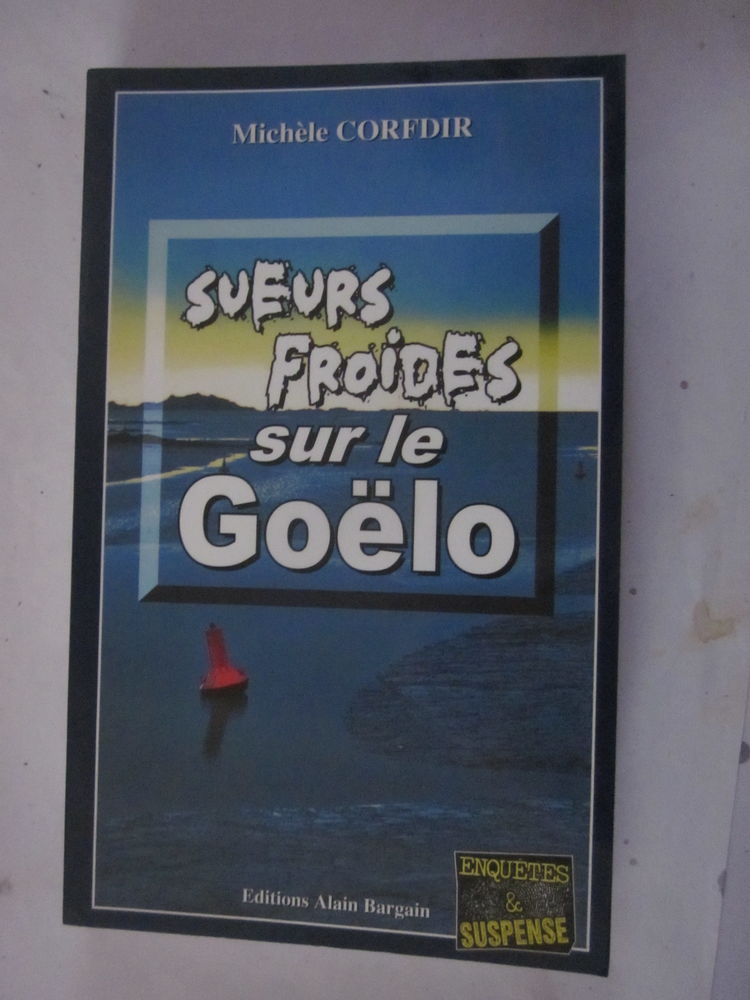 Michèle CORFDIR
SUEURS
FROIDES
sur le
Goëlo
Editions Alain Bargain
ENQUÊTES
&
SUSPENSE